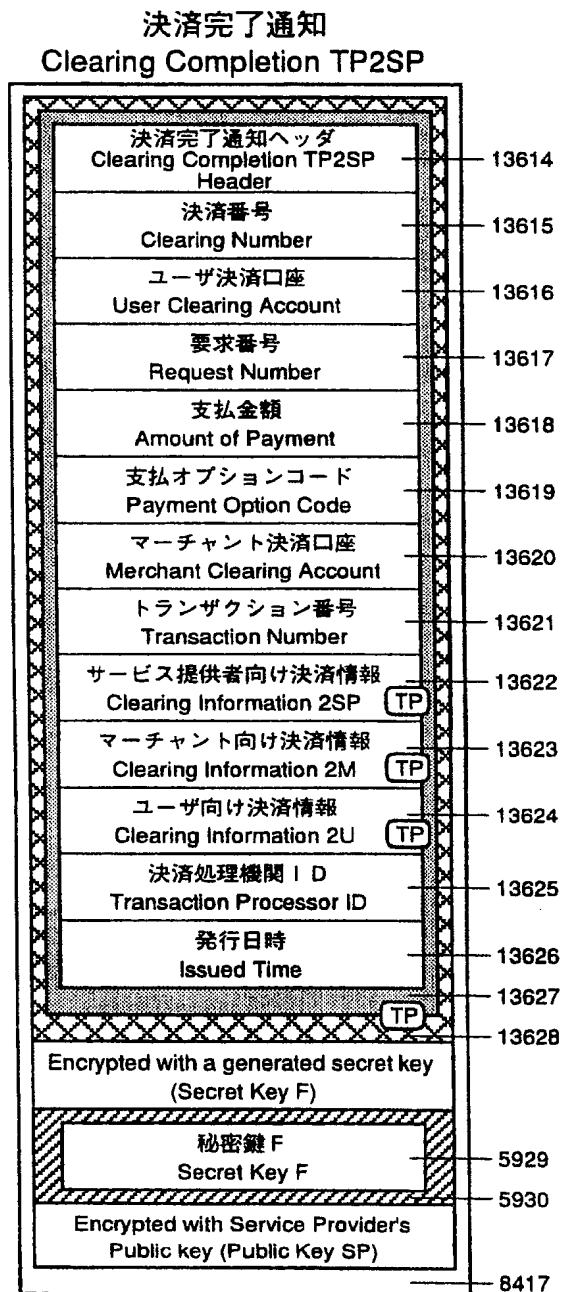 決済完了通知
Clearing Completion TP2SP
決済完了通知ヘッダ
Clearing Completion TP2SP
Header
13614
決済番号
Clearing Number
13615
ユーザ決済口座
User Clearing Account
13616
要求番号
Request Number
13617
支払金額
Amount of Payment
13618
支払オプションコード
Payment Option Code
13619
マーチャント決済口座
Merchant Clearing Account
13620
トランザクション番号
Transaction Number
13621
サービス提供者向け決済情報
Clearing Information 2SP
TP
13622
マーチャント向け決済情報
Clearing Information 2M
TP
13623
ユーザ向け決済情報
Clearing Information 2U
TP
13624
決済処理機関ID
Transaction Processor ID
13625
発行日時
Issued Time
13626
13627
TP
13628
Encrypted with a generated secret key
(Secret Key F)
秘密鍵F
Secret Key F
5929
5930
Encrypted with Service Provider's
Public key (Public Key SP)
8417